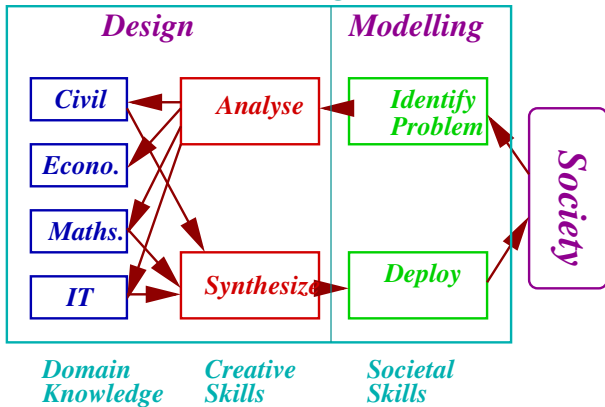 Design
Modelling
Civil
Analyse
Identify
Problem
Econo.
Society
Maths.
IT
Synthesize
Deploy
Domain
Knowledge
Creative
Skills
Societal
Skills